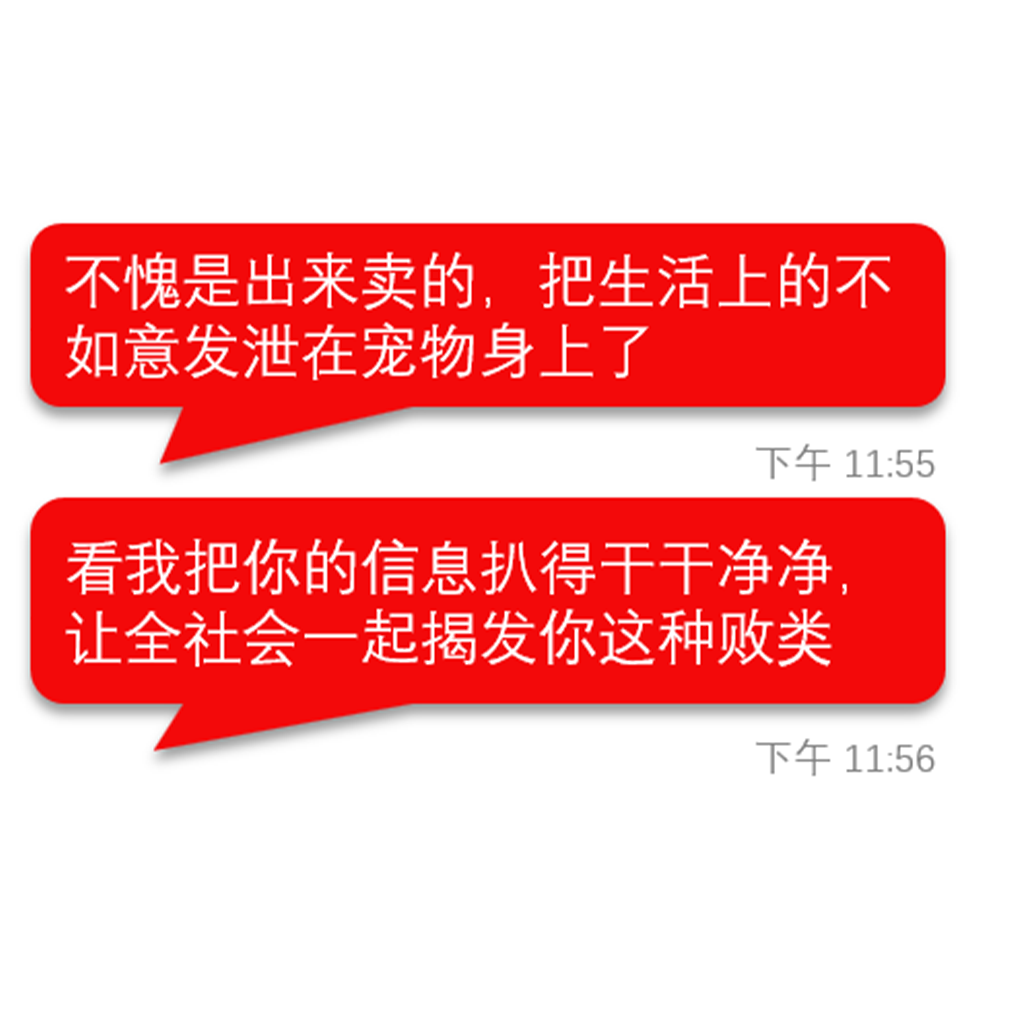 不愧是出来卖的，把生活上的不
如意发泄在宠物身上了
下午 11:55
看我把你的信息扒得干干净净，
让全社会一起揭发你这种败类
下午 11:56